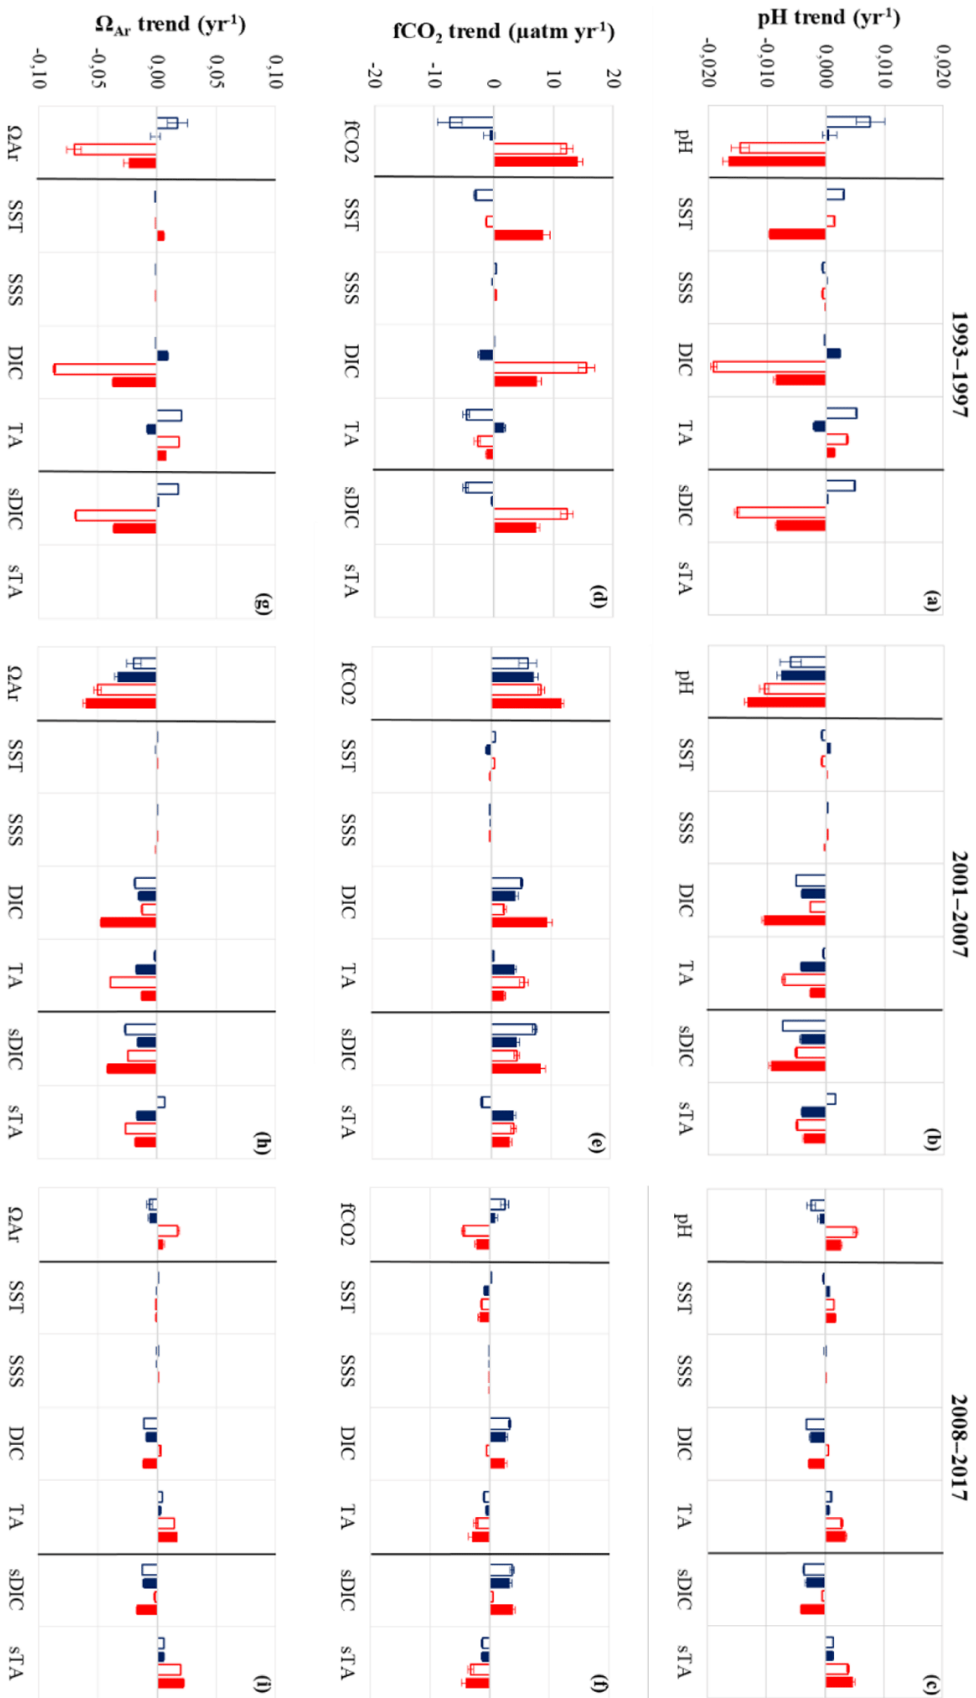 1993–1997
2001–2007
2008–2017
pH trend (yr-1)
0,020
0,010
0,000
-0,010
-0,020
(a)
pH SST SSS DIC TA sDIC sTA
(b)
pH SST SSS DIC TA sDIC sTA
(c)
pH SST SSS DIC TA sDIC sTA
fCO2 trend (µatm yr-1)
20
10
0
-10
-20
(d)
fCO2 SST SSS DIC TA sDIC sTA
(e)
fCO2 SST SSS DIC TA sDIC sTA
(f)
fCO2 SST SSS DIC TA sDIC sTA
ΩAr trend (yr-1)
0,10
0,05
0,00
-0,05
-0,10
(g)
ΩAr SST SSS DIC TA sDIC sTA
(h)
ΩAr SST SSS DIC TA sDIC sTA
(i)
ΩAr SST SSS DIC TA sDIC sTA